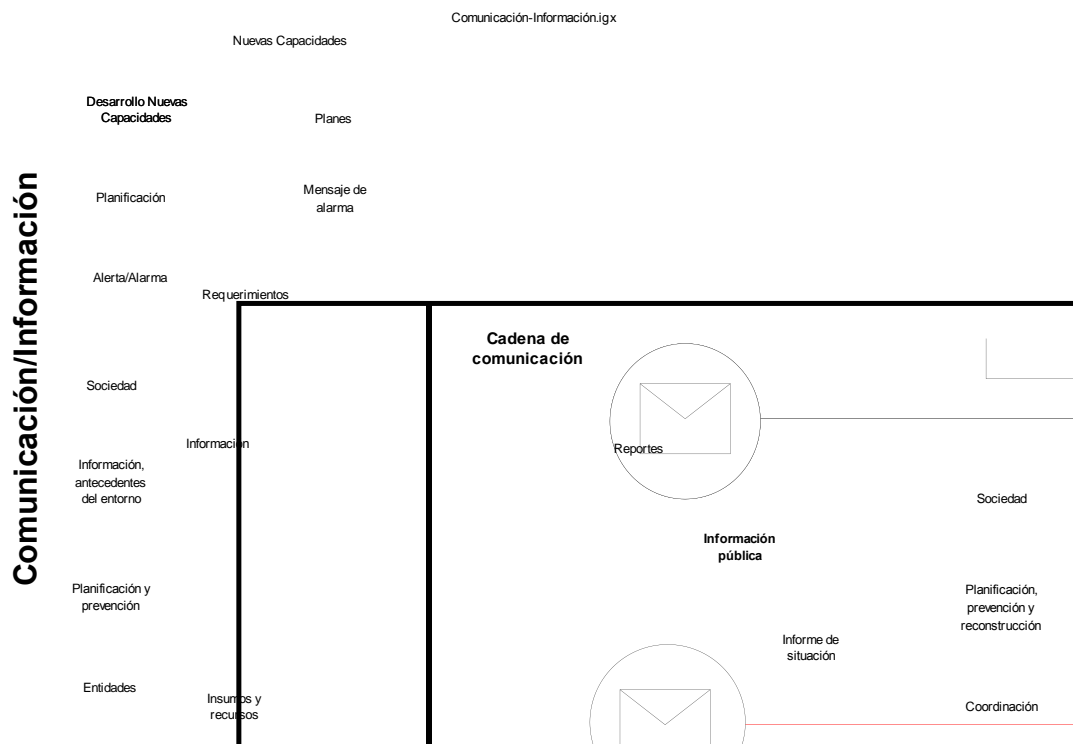 Comunicación-Información.igx
Nuevas Capacidades
Desarrollo Nuevas
Capacidades
Planes
Planificación
Mensaje de
alarma
Alerta/Alarma
Requerimientos
Comunicación/Información
Cadena de
comunicación
Sociedad
Información
Reportes
Información,
antecedentes
del entorno
Sociedad
Información
pública
Planificación y
prevención
Planificación,
prevención y
reconstrucción
Informe de
situación
Entidades
Insumos y
recursos
Coordinación